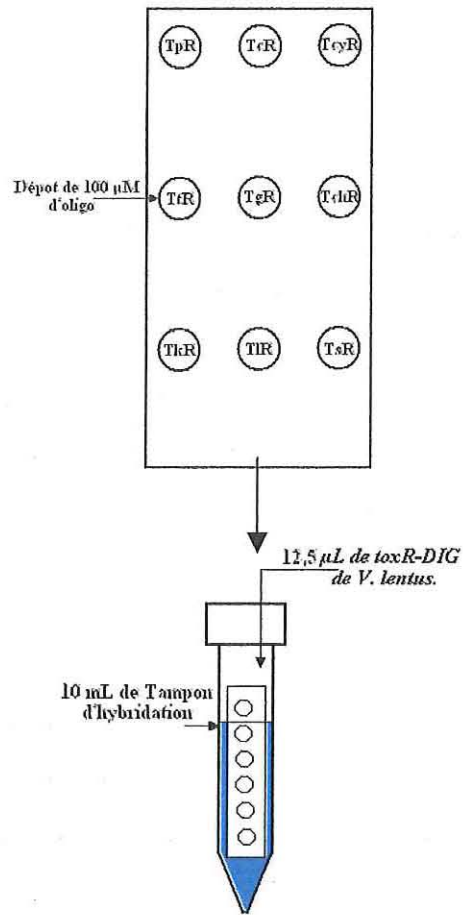 TpR TcR TcyR
Dépot de 100 µM
d'oligo
TfR TgR TchR
TkR TlR TsR
12,5 µL de toxR-DIG
de V. lentus.
10 mL de Tampon
d'hybridation